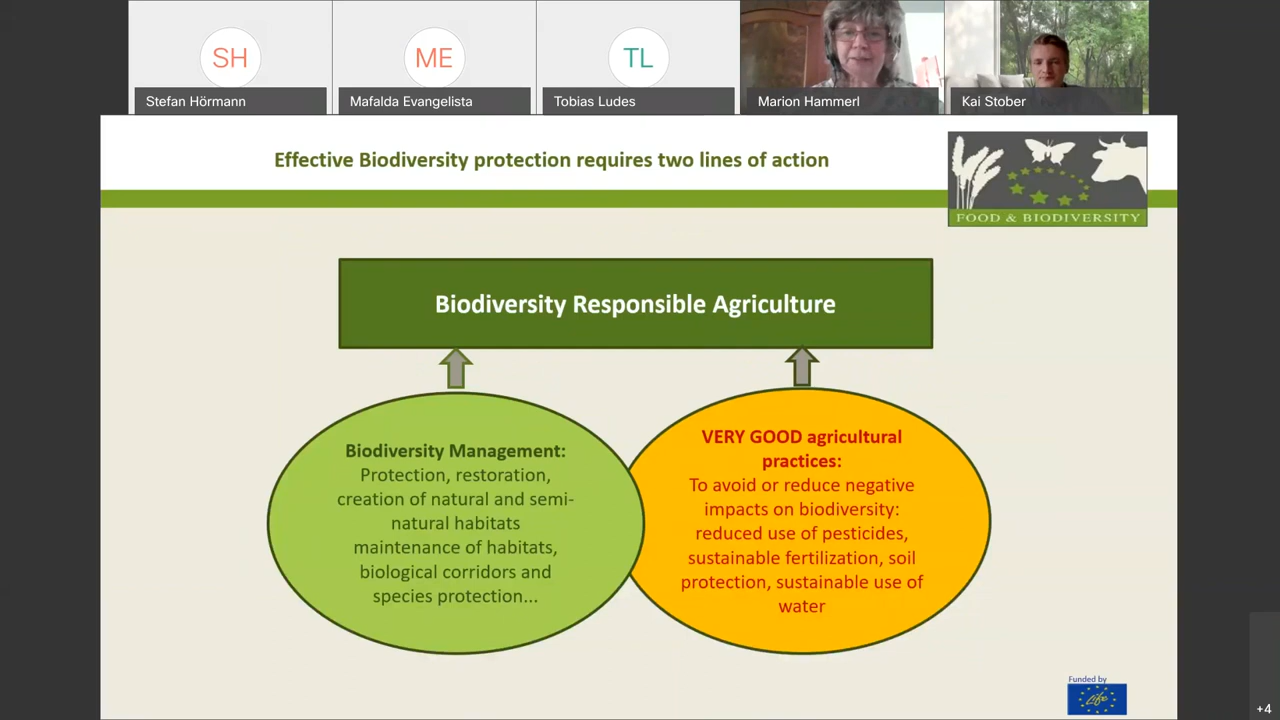 SH
ME
TL
Stefan Hörmann
Mafalda Evangelista
Tobias Ludes
Marion Hammerl
Kai Stober
Effective Biodiversity protection requires two lines of action
FOOD & BIODIVERSITY
Biodiversity Responsible Agriculture
Biodiversity Management:
Protection, restoration,
creation of natural and semi-
natural habitats
maintenance of habitats,
biological corridors and
species protection...
VERY GOOD agricultural
practices:
To avoid or reduce negative
impacts on biodiversity:
reduced use of pesticides,
sustainable fertilization, soil
protection, sustainable use of
water
Funded by
Life
+4